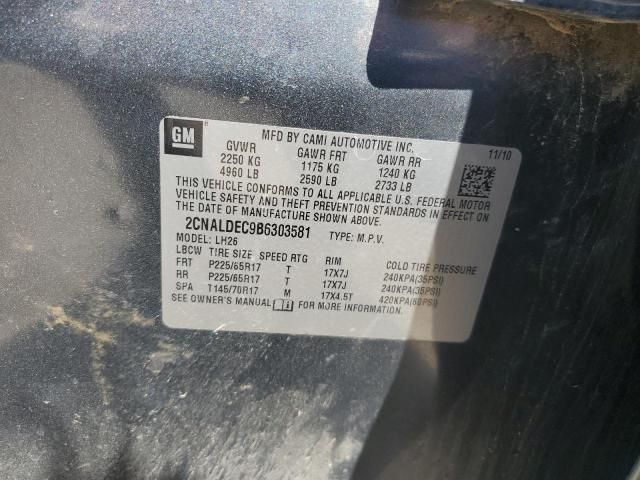 GM
MFD BY CAMI AUTOMOTIVE INC.
GVWR GAWR FRT GAWR RR 11/10
2250 KG 1175 KG 1240 KG
4960 LB 2590 LB 2733 LB
THIS VEHICLE CONFORMS TO ALL APPLICABLE U.S. FEDERAL MOTOR
VEHICLE SAFETY AND THEFT PREVENTION STANDARDS IN EFFECT ON
THE DATE OF MANUFACTURE SHOWN ABOVE.
2CNALDEC9B6303581 TYPE: M.P.V.
MODEL: LH26
LBCW TIRE SIZE SPEED RTG RIM COLD TIRE PRESSURE
FRT P225/65R17 T 17X7J 240KPA(35PSI)
RR P225/65R17 T 17X7J 240KPA(35PSI)
SPA T145/70R17 M 17X4.5T 420KPA(60PSI)
SEE OWNER'S MANUAL FOR MORE INFORMATION.